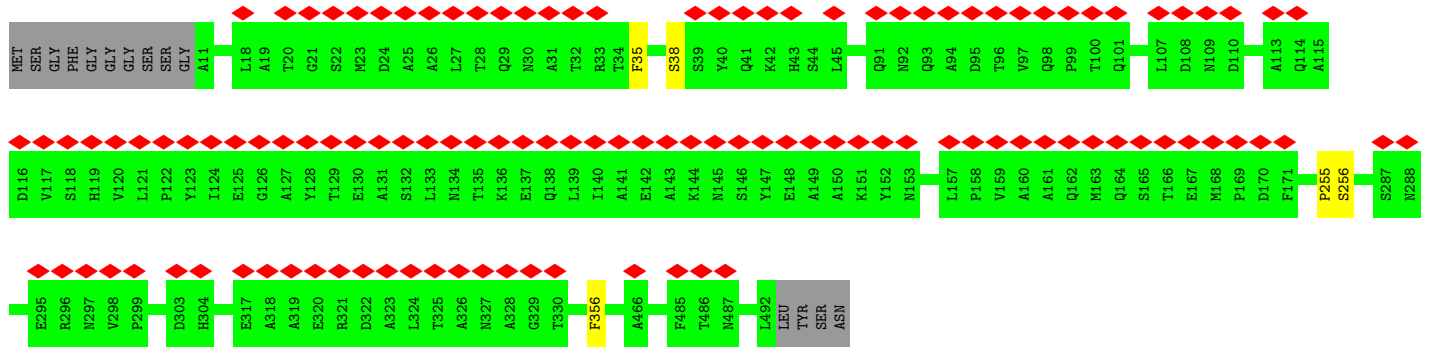 MET SER GLY PHE GLY GLY GLY SER SER GLY A11 L18 A19 T20 G21 S22 M23 D24 A25 A26 L27 T28 Q29 N30 A31 T32 R33 T34 F35 S38 S39 Y40 Q41 K42 H43 S44 L45 Q91 N92 Q93 A94 D95 T96 V97 Q98 P99 T100 Q101 L107 D108 N109 D110 A113 Q114 A115
D116 V117 S118 H119 V120 L121 P122 Y123 I124 E125 G126 A127 Y128 T129 E130 A131 S132 L133 N134 T135 K136 E137 Q138 L139 I140 A141 E142 A143 K144 N145 S146 Y147 E148 A149 A150 K151 Y152 N153 L157 P158 V159 A160 A161 Q162 M163 Q164 S165 T166 E167 M168 P169 D170 F171 P255 S256 S287 N288
E295 R296 N297 V298 P299 D303 H304 E317 A318 A319 E320 R321 D322 A323 L324 T325 A326 N327 A328 G329 T330 F356 A466 F485 T486 N487 L492 LEU TYR SER ASN